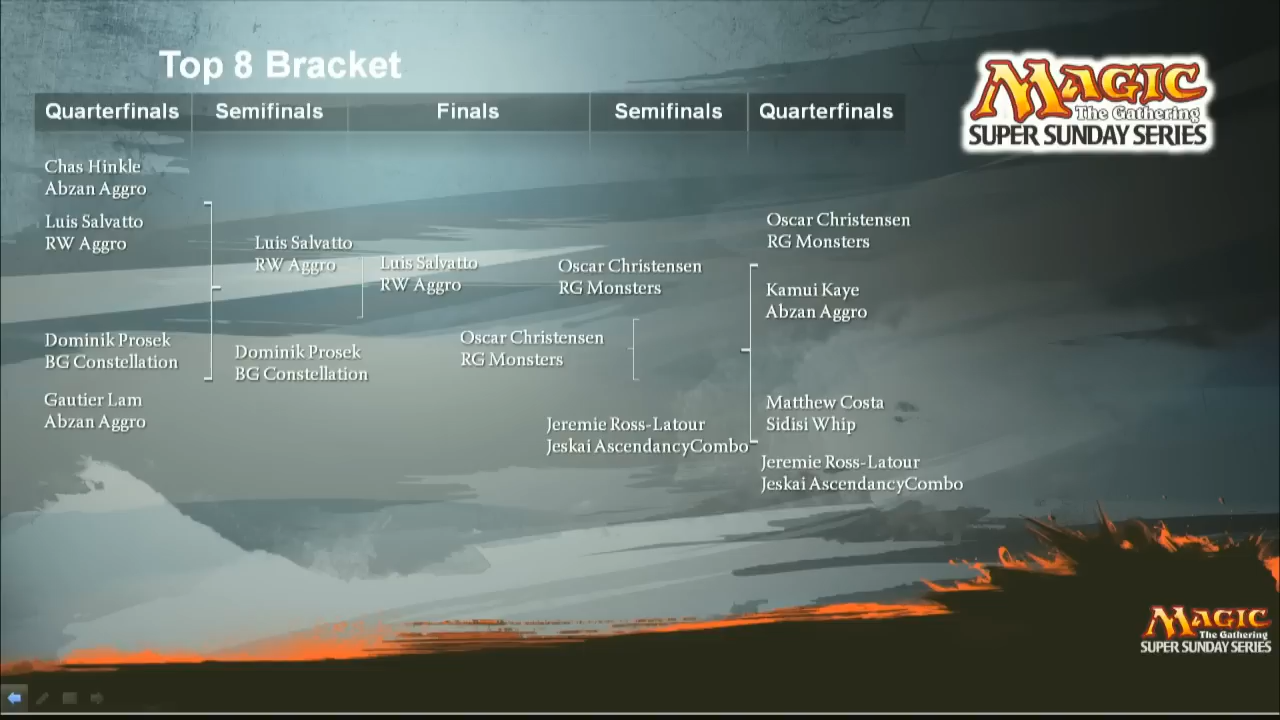 Top 8 Bracket
MAGIC
The Gathering
SUPER SUNDAY SERIES
Quarterfinals
Semifinals
Finals
Semifinals
Quarterfinals
Chas Hinkle
Abzan Aggro
Luis Salvatto
RW Aggro
Dominik Prosek
BG Constellation
Gautier Lam
Abzan Aggro
Luis Salvatto
RW Aggro
Dominik Prosek
BG Constellation
Luis Salvatto
RW Aggro
Oscar Christensen
RG Monsters
Oscar Christensen
RG Monsters
Jeremie Ross-Latour
Jeskai AscendancyCombo
Oscar Christensen
RG Monsters
Kamui Kaye
Abzan Aggro
Matthew Costa
Sidisi Whip
Jeremie Ross-Latour
Jeskai AscendancyCombo
MAGIC
The Gathering
SUPER SUNDAY SERIES